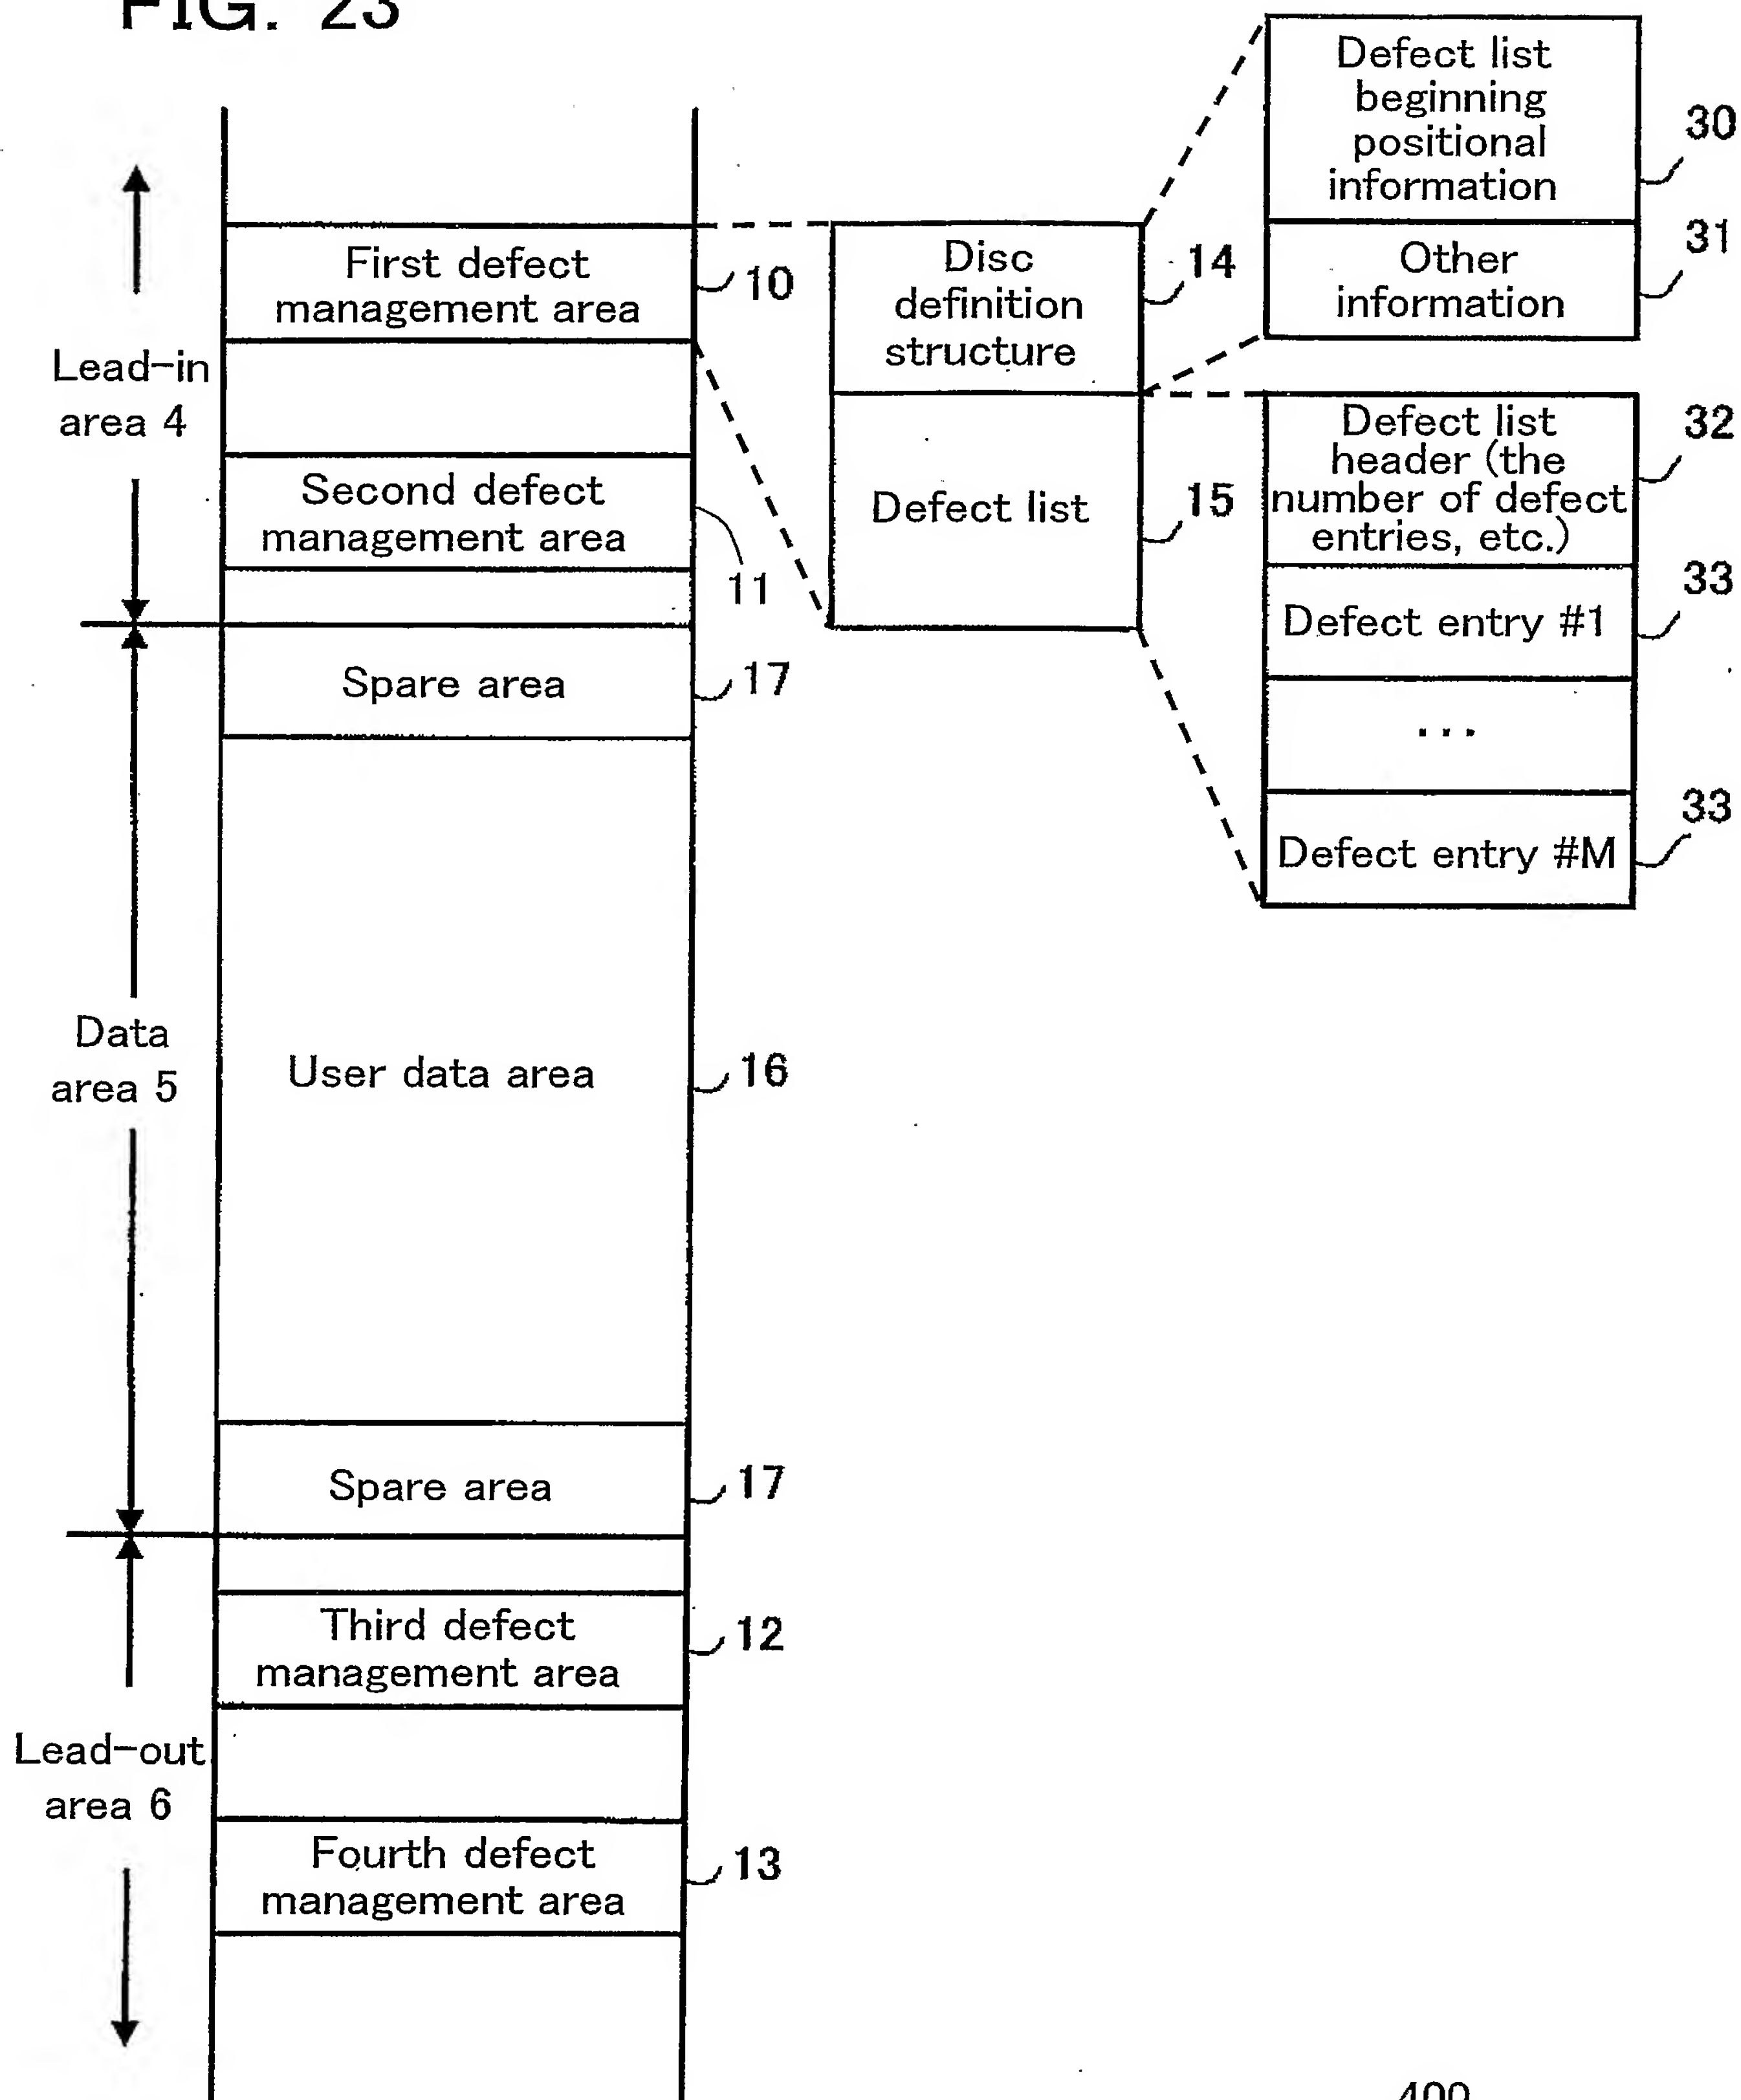 FIG. 23
Lead-in
area 4
Data
area 5
Lead-out
area 6
First defect
management area
10
Second defect
management area
11
Spare area
17
User data area
16
Spare area
17
Third defect
management area
12
Fourth defect
management area
13
Disc
definition
structure
14
Defect list
15
Defect list
beginning
positional
information
30
Other
information
31
Defect list
header (the
number of defect
entries, etc.)
32
Defect entry #1
33
...
Defect entry #M
33
400